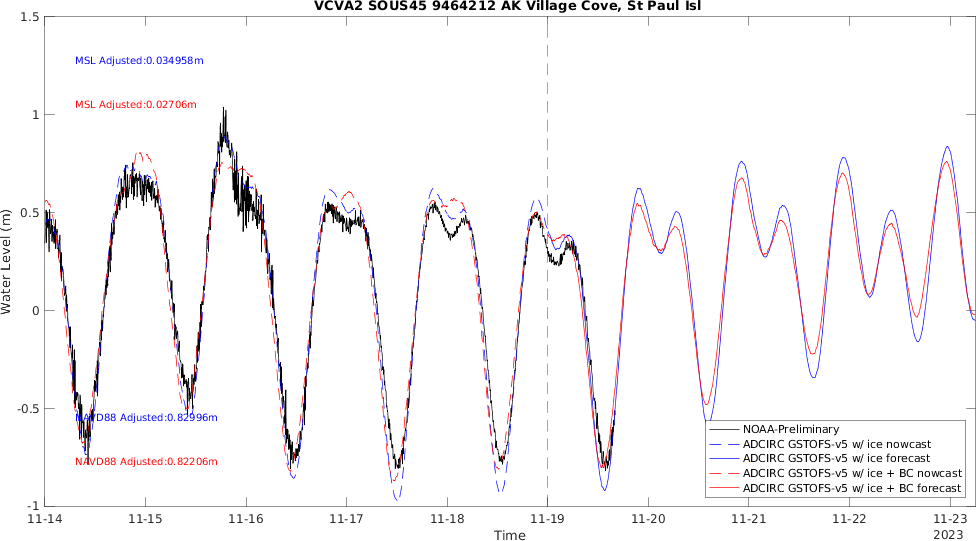 VCVA2 SOUS45 9464212 AK Village Cove, St Paul Isl
1.5
MSL Adjusted:0.034958m
MSL Adjusted:0.02706m
1
0.5
Water Level (m)
0
-0.5
NAVD88 Adjusted:0.82996m
NAVD88 Adjusted:0.82206m
NOAA-Preliminary
ADCIRC GSTOFS-v5 w/ ice nowcast
ADCIRC GSTOFS-v5 w/ ice forecast
ADCIRC GSTOFS-v5 w/ ice + BC nowcast
ADCIRC GSTOFS-v5 w/ ice + BC forecast
-1
11-14 11-15 11-16 11-17 11-18 11-19 11-20 11-21 11-22 11-23
Time 2023